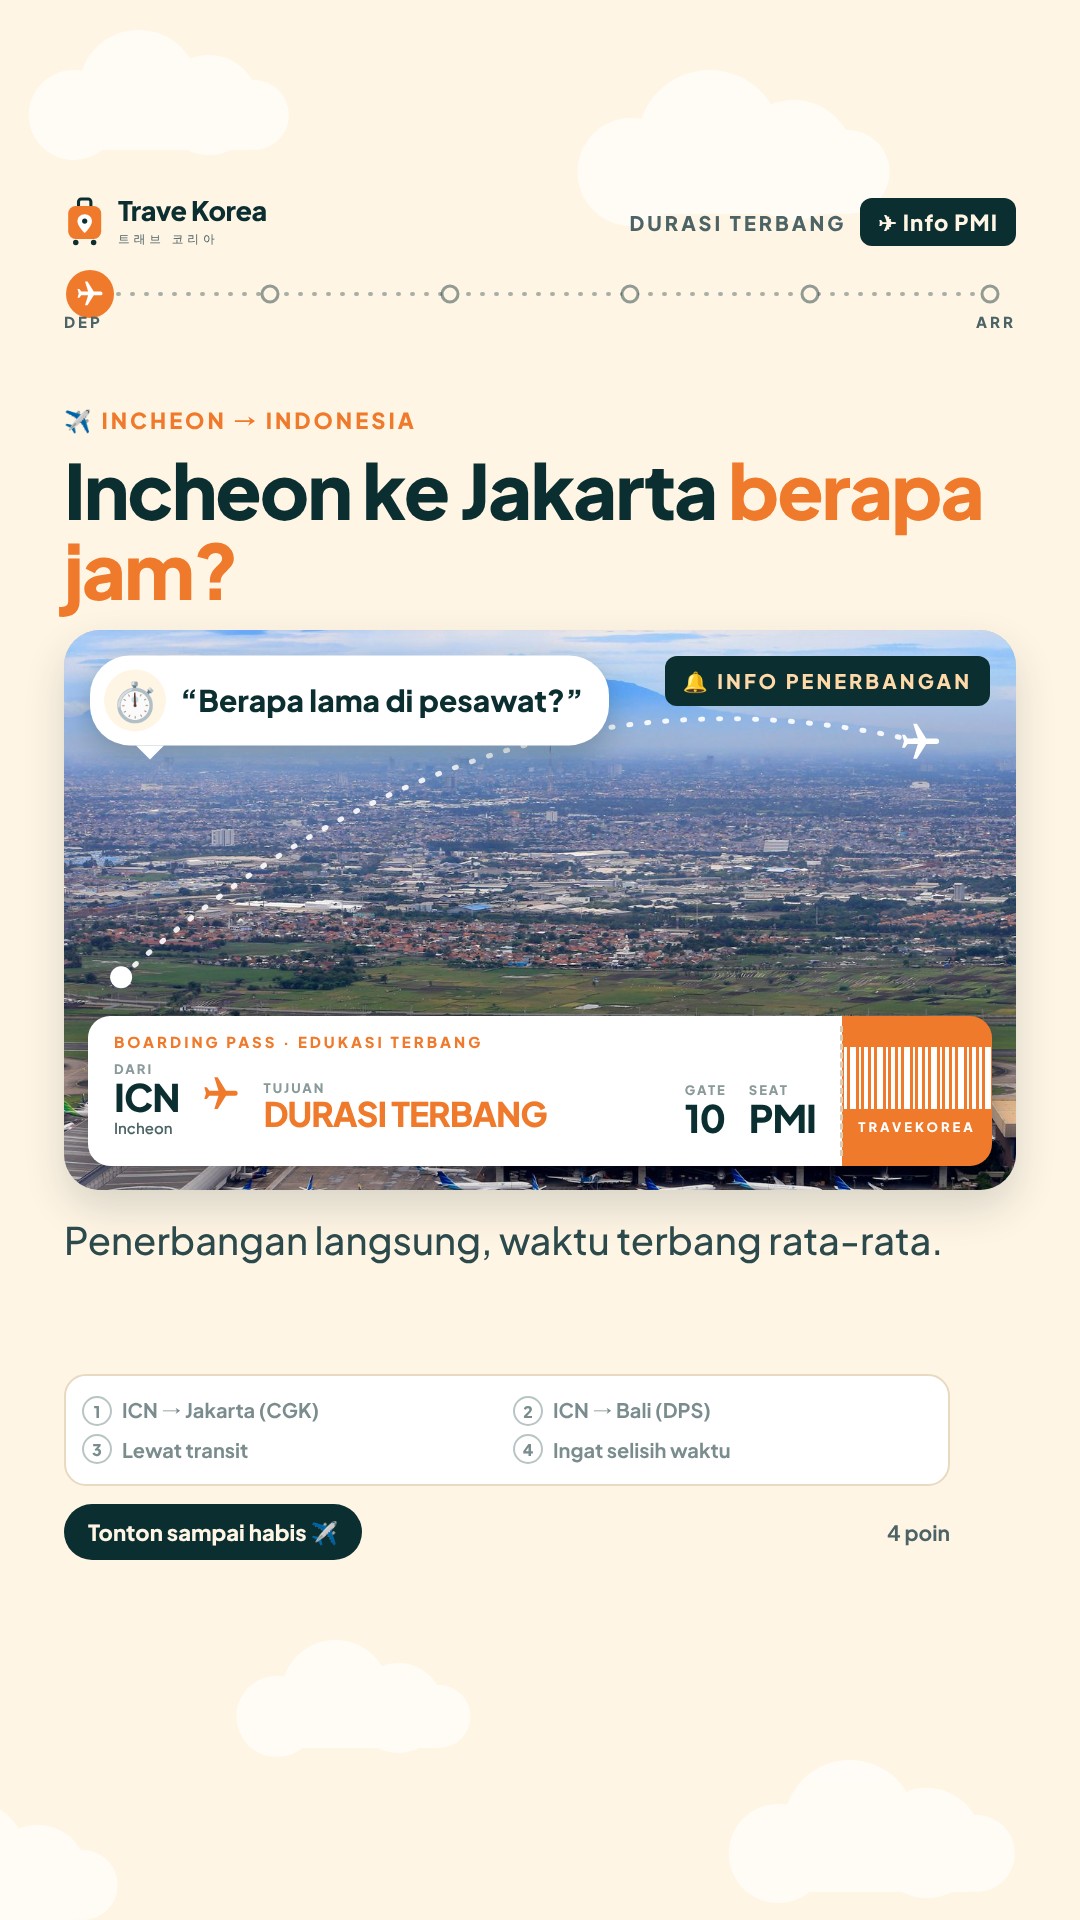 Trave Korea
트래브 코리아
DURASI TERBANG
✈ Info PMI
DEP
ARR
✈️ INCHEON → INDONESIA
Incheon ke Jakarta berapa
jam?
“Berapa lama di pesawat?”
🔔 INFO PENERBANGAN
BOARDING PASS · EDUKASI TERBANG
DARI
ICN
Incheon
TUJUAN
DURASI TERBANG
GATE
10
SEAT
PMI
TRAVEKOREA
Penerbangan langsung, waktu terbang rata-rata.
1 ICN → Jakarta (CGK)
2 ICN → Bali (DPS)
3 Lewat transit
4 Ingat selisih waktu
Tonton sampai habis ✈️
4 poin